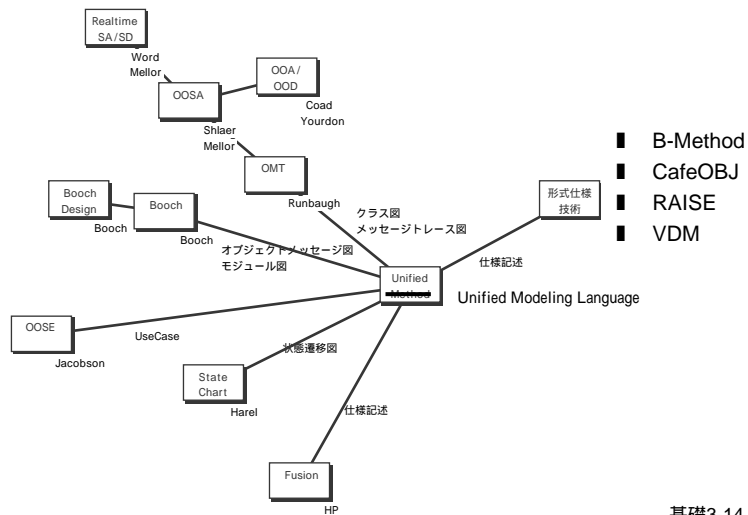 Realtime
SA/SD
Word
Mellor
OOSA
OOA/
OOD
Coad
Yourdon
Shlaer
Mellor
OMT
Runbaugh
Booch
Design
Booch
Booch
Booch
クラス図
メッセージトレース図
オブジェクトメッセージ図
モジュール図
形式仕様
技術
仕様記述
B-Method
CafeOBJ
RAISE
VDM
Unified
Method
Unified Modeling Language
OOSE
Jacobson
UseCase
状態遷移図
State
Chart
Harel
仕様記述
Fusion
HP
基礎3-14